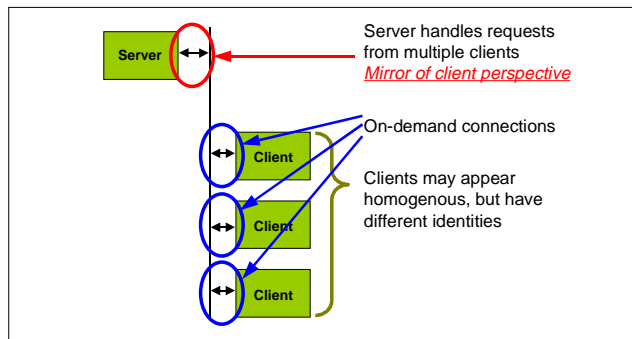 Server
Server handles requests
from multiple clients
Mirror of client perspective
On-demand connections
Client
Clients may appear
homogenous, but have
different identities
Client
Client